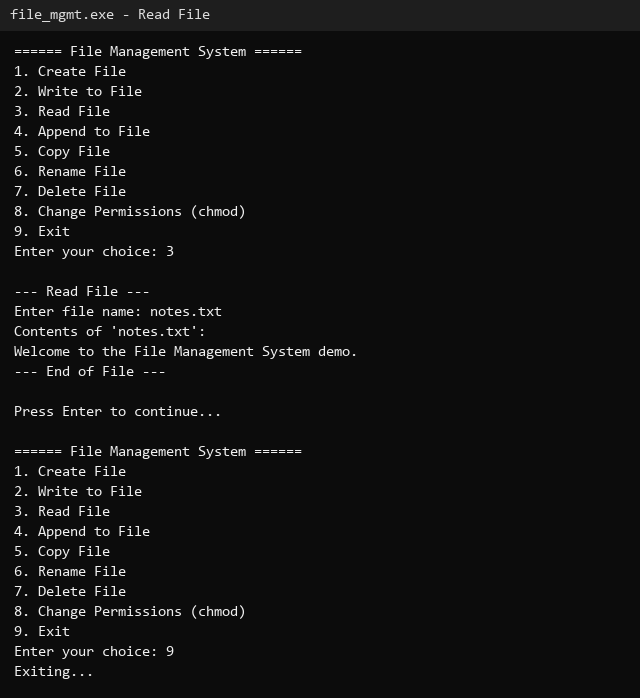 file_mgmt.exe - Read File
====== File Management System ======
1. Create File
2. Write to File
3. Read File
4. Append to File
5. Copy File
6. Rename File
7. Delete File
8. Change Permissions (chmod)
9. Exit
Enter your choice: 3
--- Read File ---
Enter file name: notes.txt
Contents of 'notes.txt':
Welcome to the File Management System demo.
--- End of File ---
Press Enter to continue...
====== File Management System ======
1. Create File
2. Write to File
3. Read File
4. Append to File
5. Copy File
6. Rename File
7. Delete File
8. Change Permissions (chmod)
9. Exit
Enter your choice: 9
Exiting...